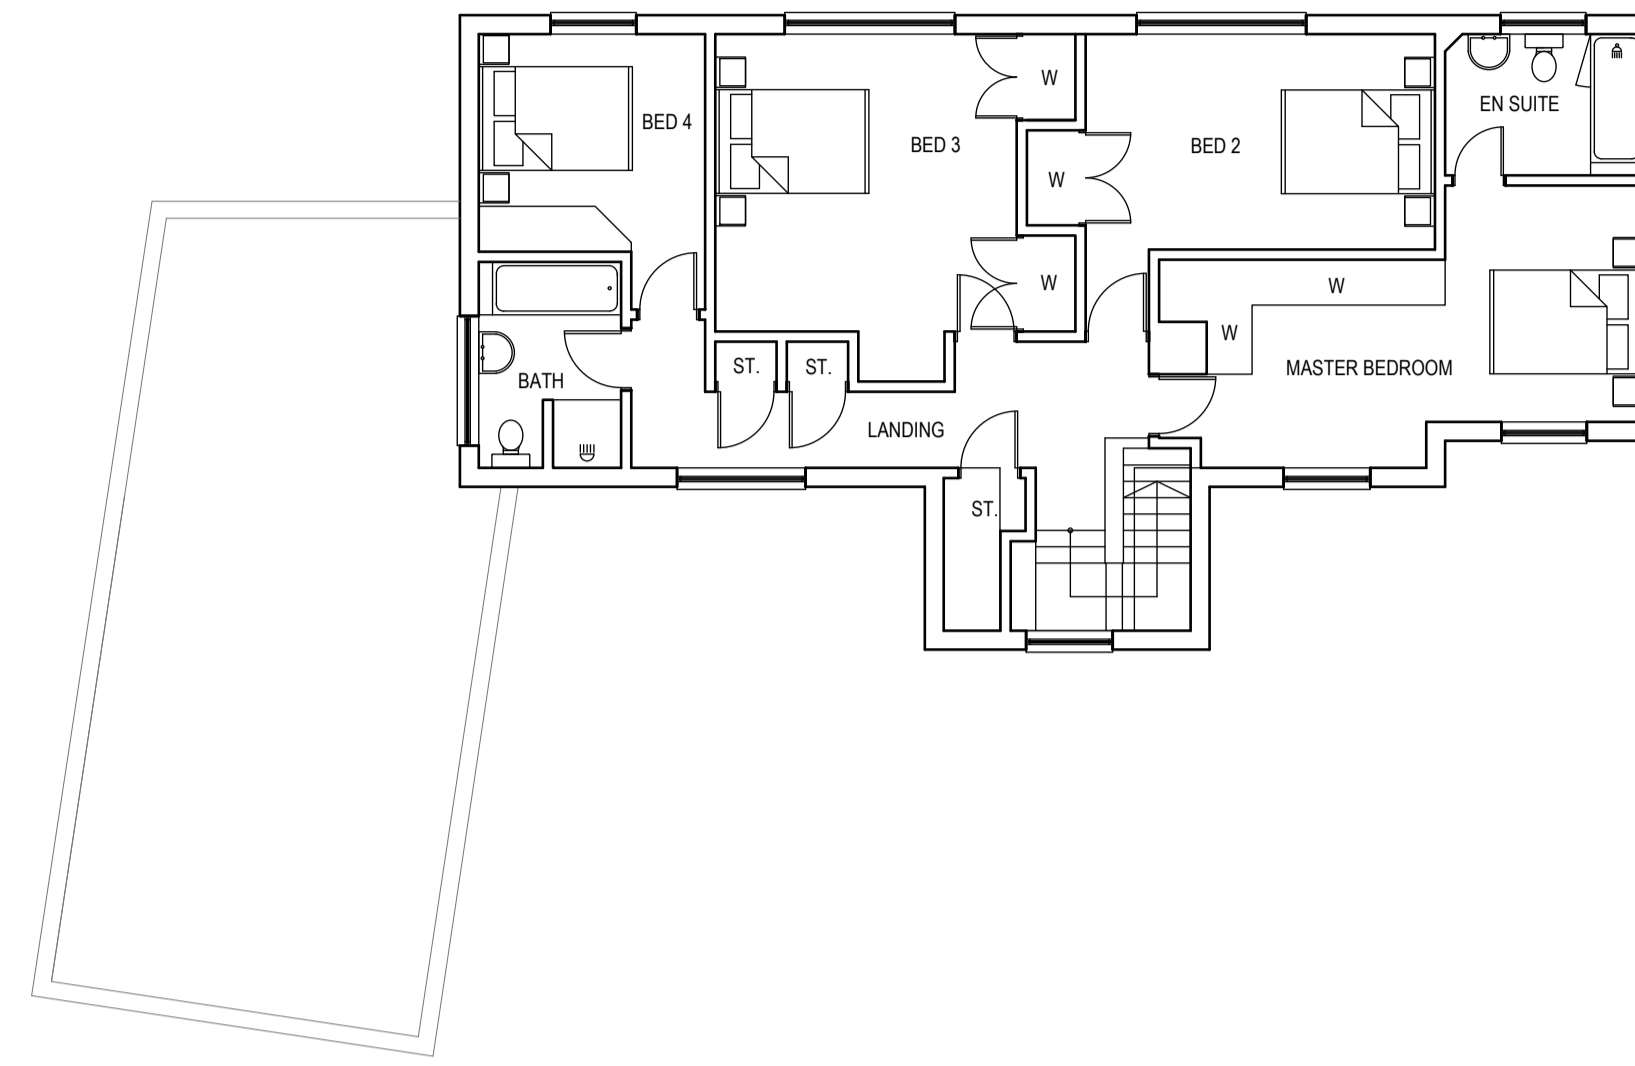 BED 4
BED 3
W
W
BED 2
EN SUITE
W
W
W
MASTER BEDROOM
BATH
ST.
ST.
LANDING
ST.